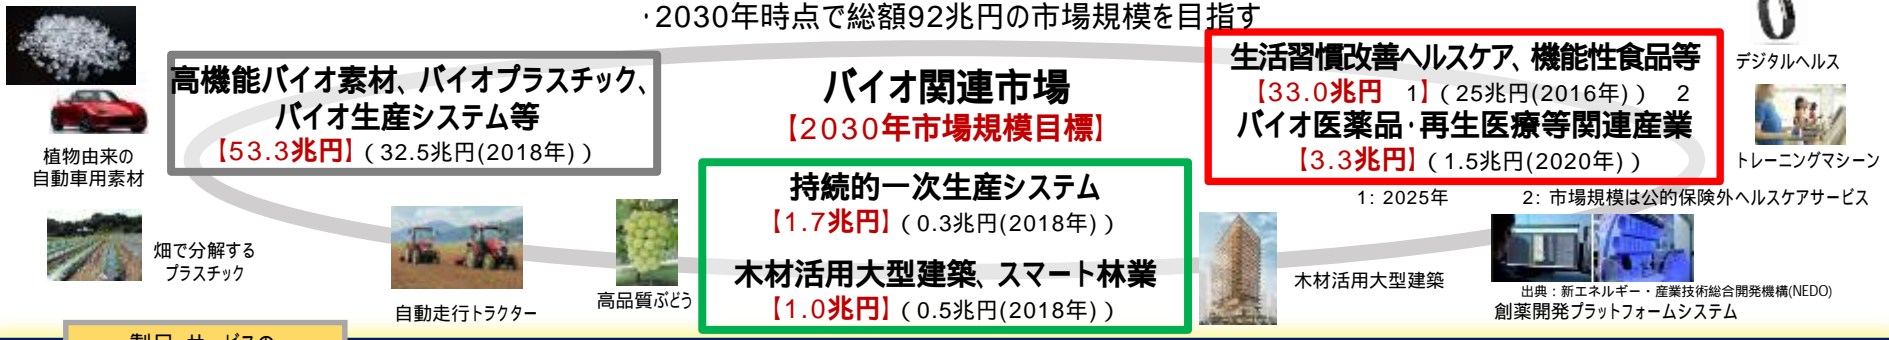 ･2030年時点で総額92兆円の市場規模を目指す
高機能バイオ素材、バイオプラスチック、
バイオ生産システム等
【53.3兆円】(32.5兆円(2018年))
植物由来の
自動車用素材
畑で分解する
プラスチック
自動走行トラクター
高品質ぶどう
バイオ関連市場
【2030年市場規模目標】
持続的一次生産システム
【1.7兆円】(0.3兆円(2018年))
木材活用大型建築、スマート林業
【1.0兆円】(0.5兆円(2018年))
生活習慣改善ヘルスケア、機能性食品等
【33.0兆円 1】(25兆円(2016年)) 2
バイオ医薬品･再生医療等関連産業
【3.3兆円】(1.5兆円(2020年))
1: 2025年 2: 市場規模は公的保険外ヘルスケアサービス
デジタルヘルス
トレーニングマシーン
木材活用大型建築
出典：新エネルギー・産業技術総合開発機構(NEDO)
創薬開発プラットフォームシステム